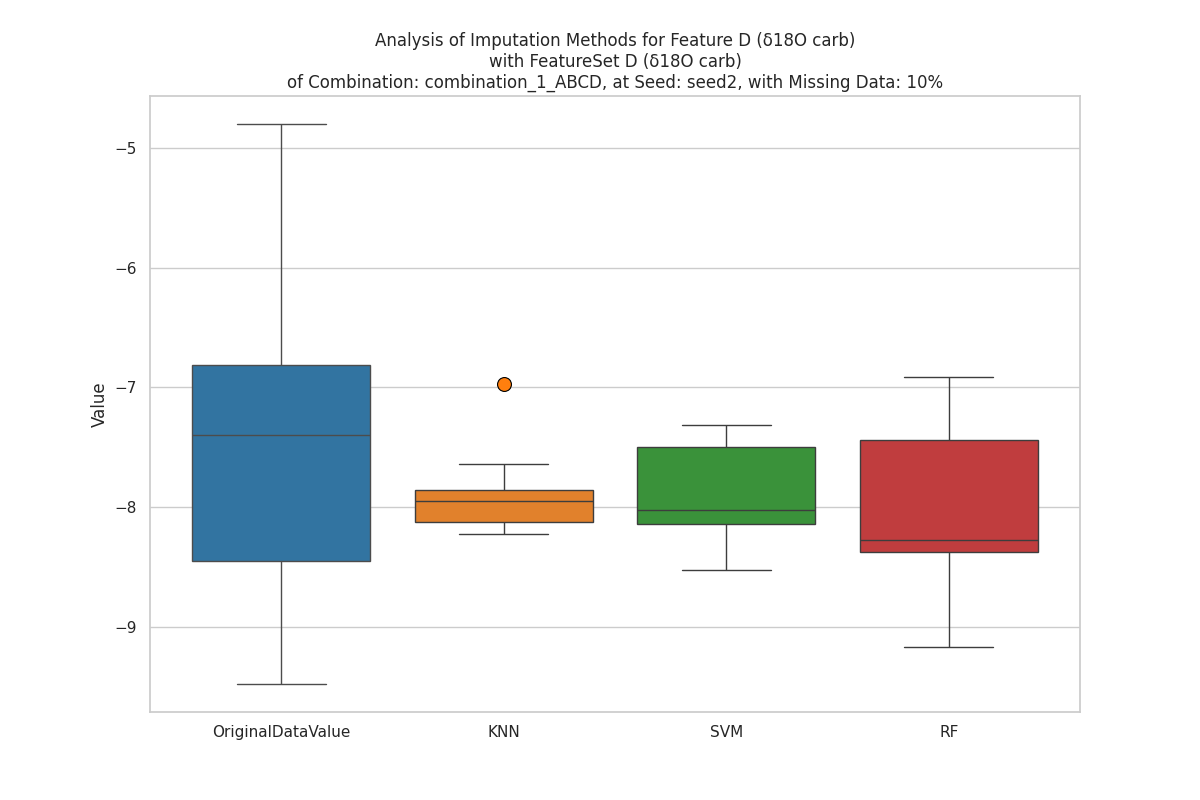 Analysis of Imputation Methods for Feature D (δ18O carb)
with FeatureSet D (δ18O carb)
of Combination: combination_1_ABCD, at Seed: seed2, with Missing Data: 10%
Value
−5
−6
−7
−8
−9
OriginalDataValue
KNN
SVM
RF